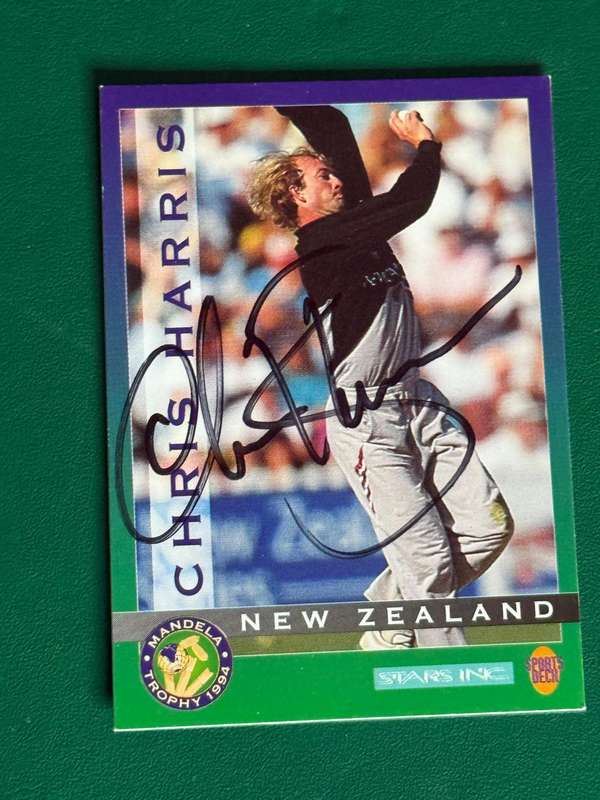 CHRIS HARRIS
NEW ZEALAND
MANDELA
TROPHY 1994
STARS INC.
SPORTS
DECK